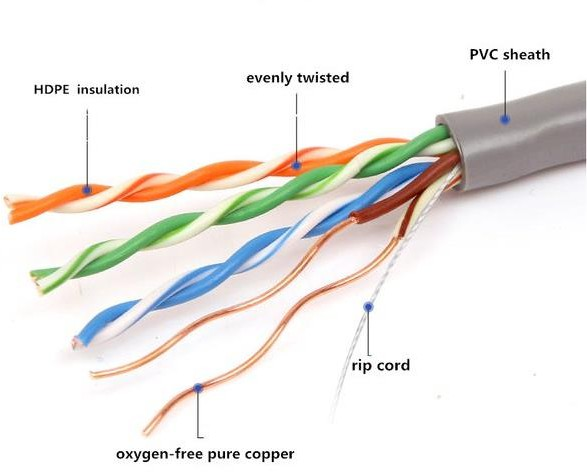 PVC sheath
evenly twisted
HDPE insulation
rip cord
oxygen-free pure copper